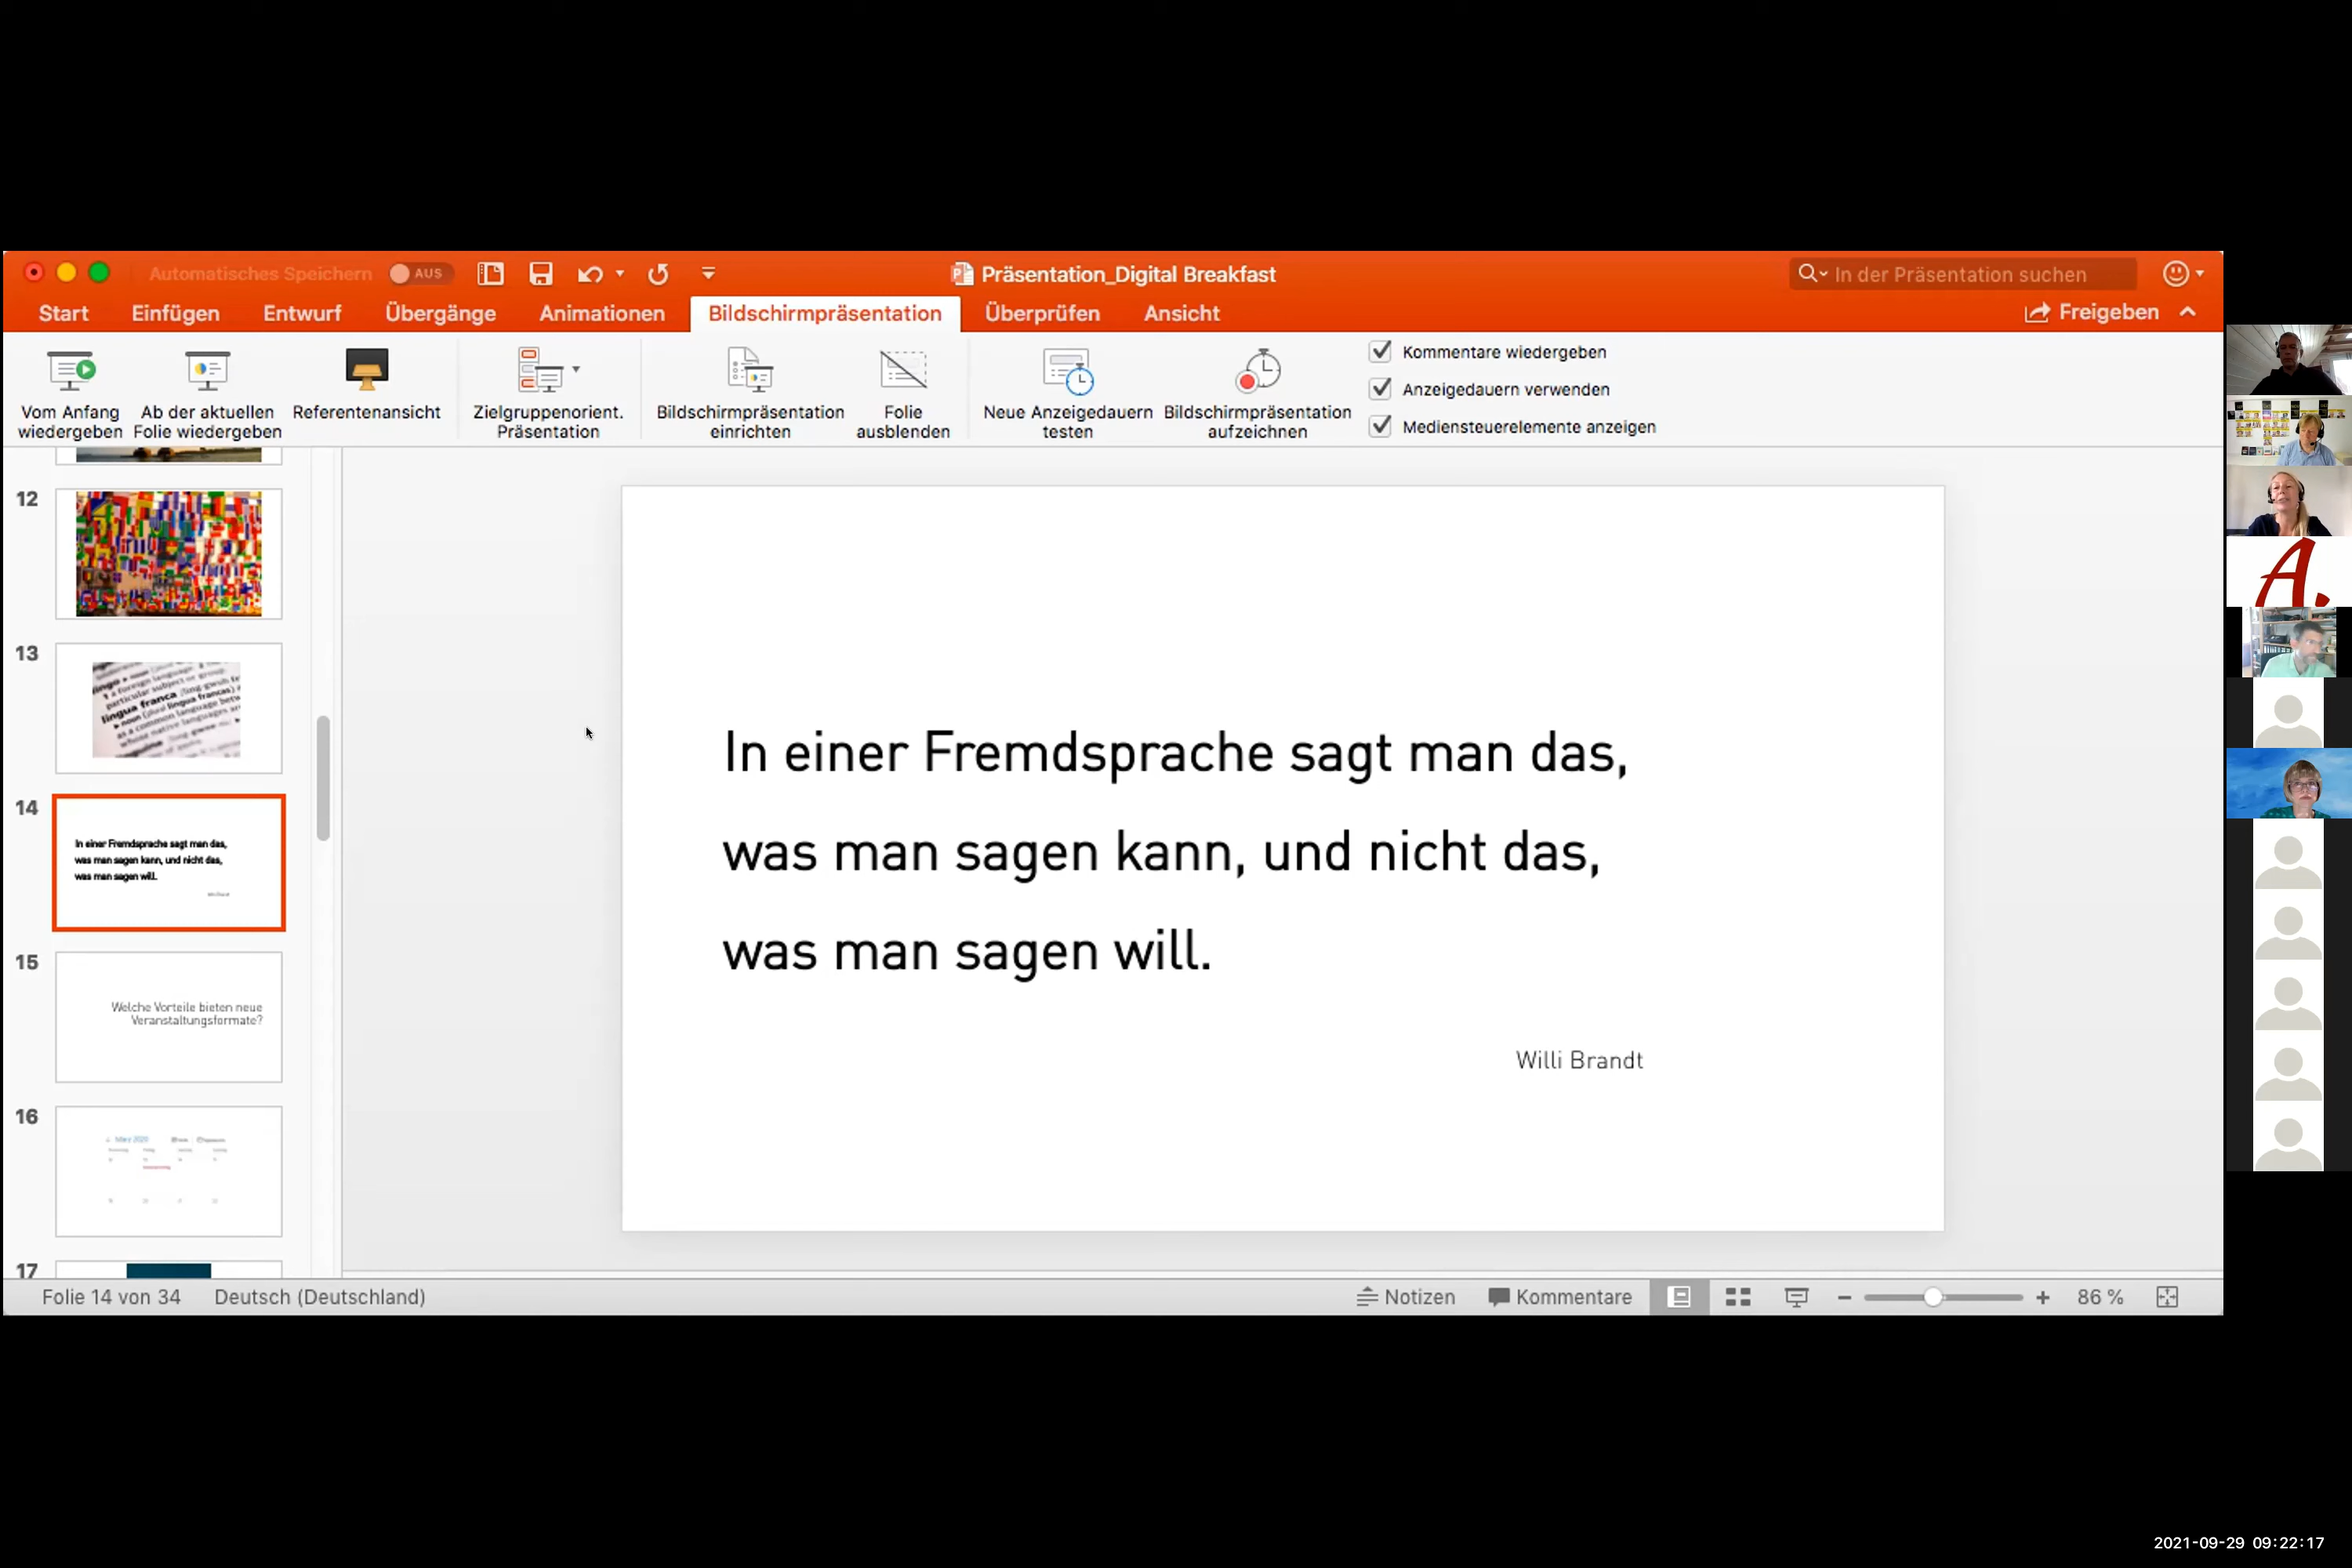 Automatisches Speichern AUS
Präsentation_Digital Breakfast
In der Präsentation suchen
Start Einfügen Entwurf Übergänge Animationen Bildschirmpräsentation Überprüfen Ansicht
Freigeben
Vom Anfang wiedergeben
Ab der aktuellen Folie wiedergeben
Referentenansicht
Zielgruppenorient. Präsentation
Bildschirmpräsentation einrichten
Folie ausblenden
Neue Anzeigedauern testen
Bildschirmpräsentation aufzeichnen
Kommentare wiedergeben
Anzeigedauern verwenden
Mediensteuerelemente anzeigen
12
13
lingua franca
14
In einer Fremdsprache sagt man das,
was man sagen kann, und nicht das,
was man sagen will.
15
Welche Vorteile bieten neue
Veranstaltungsformate?
16
März 2020
17
In einer Fremdsprache sagt man das,
was man sagen kann, und nicht das,
was man sagen will.
Willi Brandt
A.
Folie 14 von 34 Deutsch (Deutschland)
Notizen Kommentare 86 %
2021-09-29 09:22:17